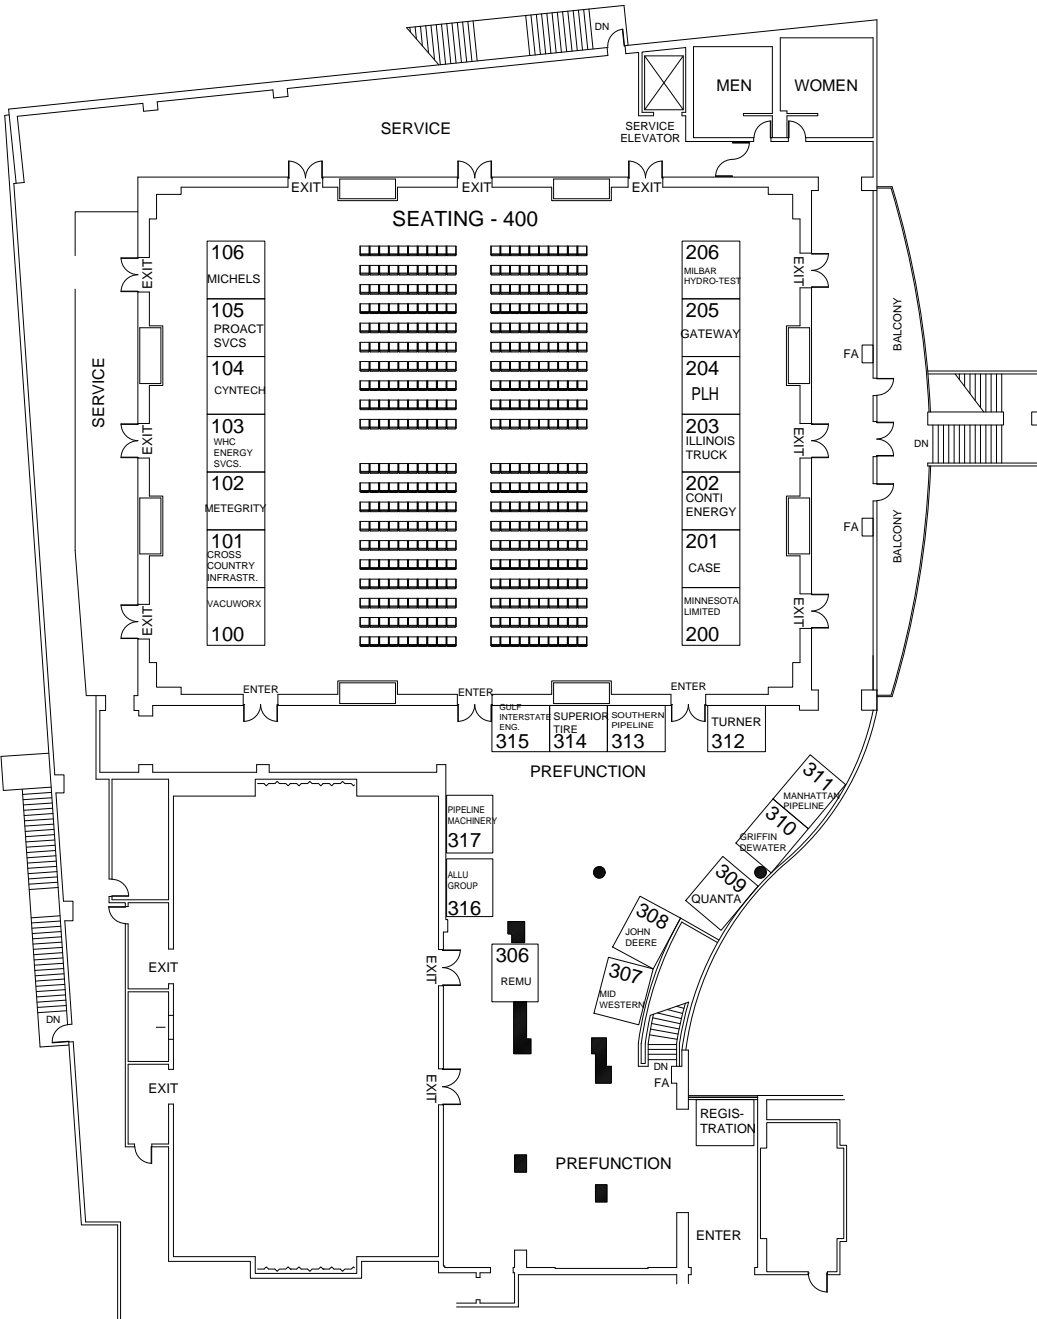 DN
MEN
WOMEN
SERVICE
SERVICE
ELEVATOR
EXIT
EXIT
EXIT
SEATING - 400
106
MICHELS
105
PROACT
SVCS
104
CYNTECH
103
WHC
ENERGY
SVCS.
102
METEGRITY
101
CROSS
COUNTRY
INFRASTR.
VACUWORX
100
206
MILBAR
HYDRO-TEST
205
GATEWAY
204
PLH
203
ILLINOIS
TRUCK
202
CONTI
ENERGY
201
CASE
MINNESOTA
LIMITED
200
EXIT
EXIT
EXIT
SERVICE
EXIT
EXIT
EXIT
FA
FA
BALCONY
BALCONY
DN
ENTER
ENTER
ENTER
GULF
INTERSTATE
ENG.
315
SUPERIOR
TIRE
314
SOUTHERN
PIPELINE
313
TURNER
312
PREFUNCTION
311
MANHATTAN
PIPELINE
310
GRIFFIN
DEWATER
309
QUANTA
308
JOHN
DEERE
307
MID
WESTERN
PIPELINE
MACHINERY
317
ALLU
GROUP
316
306
REMU
EXIT
EXIT
EXIT
EXIT
DN
DN
FA
REGIS-
TRATION
PREFUNCTION
ENTER